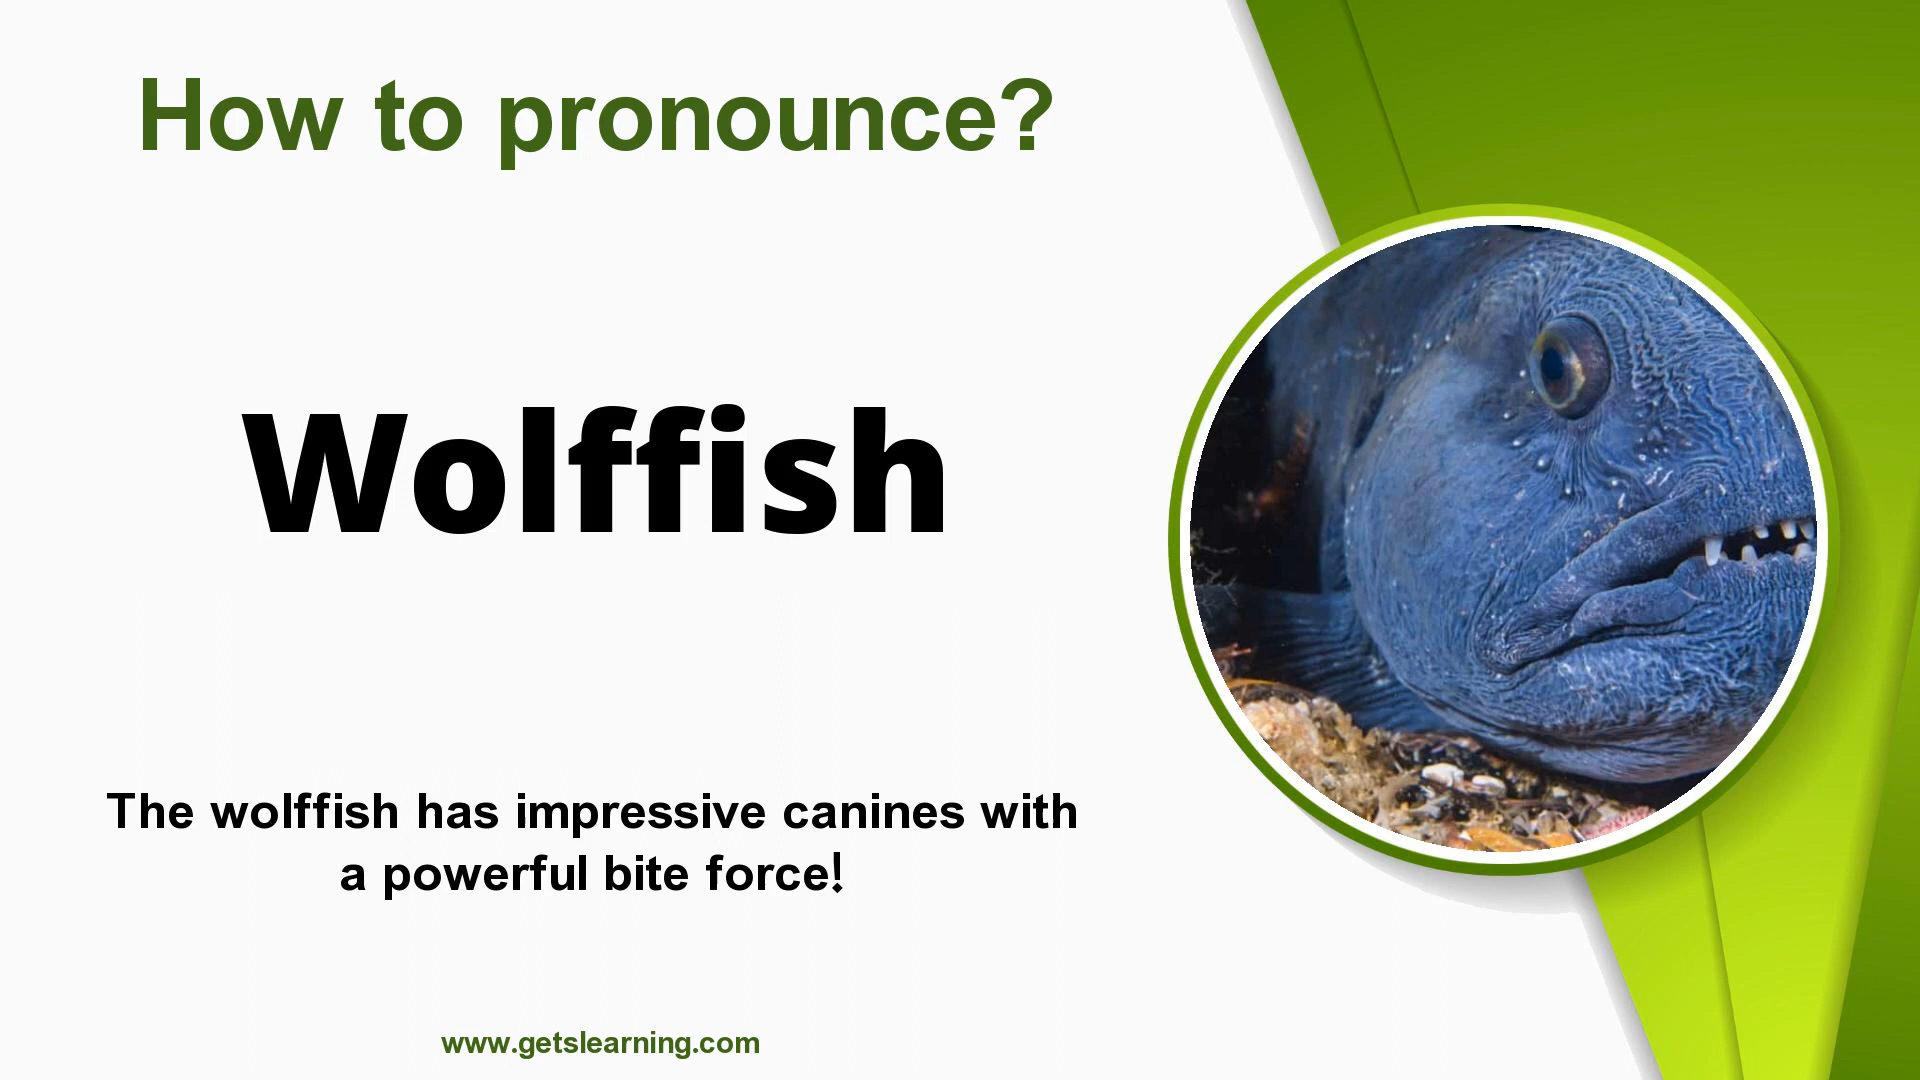 How to pronounce?
Wolffish
The wolffish has impressive canines with
a powerful bite force!
www.getslearning.com